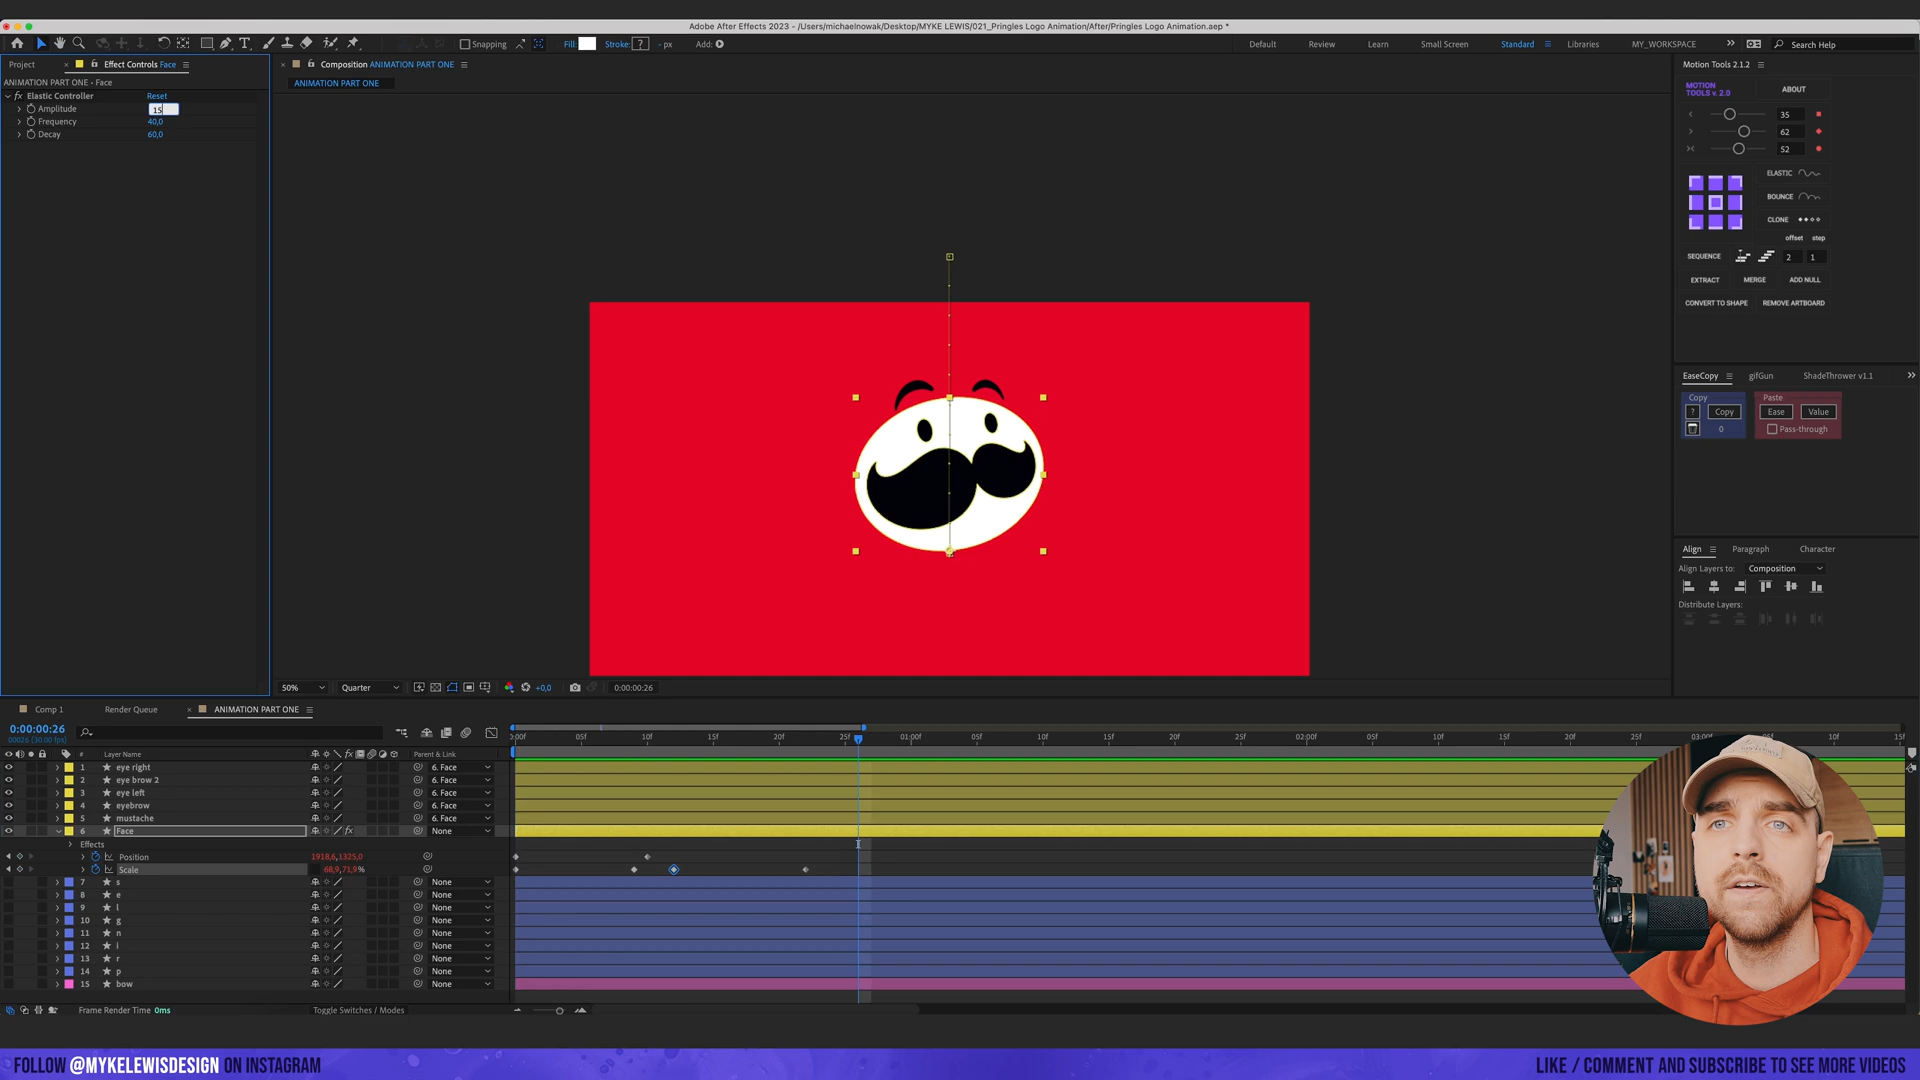 Adobe After Effects 2023 - /Users/michaelnowak/Desktop/MYKE LEWIS/021_Pringles Logo Animation/After/Pringles Logo Animation.aep *
Snapping Fill: Stroke: ? - px Add:
Default Review Learn Small Screen Standard Libraries MY_WORKSPACE Search Help
Project Effect Controls Face
ANIMATION PART ONE • Face
fx Elastic Controller Reset
Amplitude 15
Frequency 40,0
Decay 60,0
Composition ANIMATION PART ONE
ANIMATION PART ONE
Motion Tools 2.1.2
MOTION TOOLS v. 2.0 ABOUT
35
62
52
ELASTIC
BOUNCE
CLONE
offset step
SEQUENCE 2 1
EXTRACT MERGE ADD NULL
CONVERT TO SHAPE REMOVE ARTBOARD
EaseCopy gifGun ShadeThrower v1.1
Copy Paste
? Copy Ease Value
0 Pass-through
Align Paragraph Character
Align Layers to: Composition
Distribute Layers:
50% Quarter +0,0 0:00:00:26
Comp 1 Render Queue ANIMATION PART ONE
0:00:00:26
00026 (30.00 fps)
# Layer Name fx Parent & Link
0:00f 05f 10f 15f 20f 25f 01:00f 05f 10f 15f 20f 25f 02:00f 05f 10f 15f 20f 25f 03:00f 05f 10f 15f
1 eye right 6. Face
2 eye brow 2 6. Face
3 eye left 6. Face
4 eyebrow 6. Face
5 mustache 6. Face
6 Face fx None
Effects
Position 1918,6,1325,0
Scale 68,9,71,9%
7 s None
8 e None
9 l None
10 g None
11 n None
12 i None
13 r None
14 p None
15 bow None
Frame Render Time 0ms Toggle Switches / Modes
FOLLOW @MYKELEWISDESIGN ON INSTAGRAM
LIKE / COMMENT AND SUBSCRIBE TO SEE MORE VIDEOS